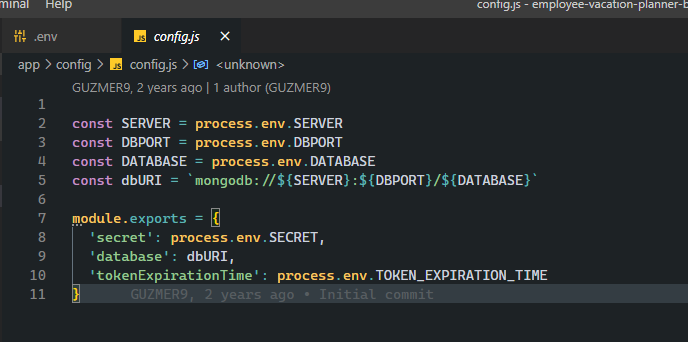 minal Help
config.js - employee-vacation-planner-b
.env
JS config.js ×
app > config > JS config.js > <unknown>
GUZMER9, 2 years ago | 1 author (GUZMER9)
1
2 const SERVER = process.env.SERVER
3 const DBPORT = process.env.DBPORT
4 const DATABASE = process.env.DATABASE
5 const dbURI = `mongodb://${SERVER}:${DBPORT}/${DATABASE}`
6
7 module.exports = {
8 'secret': process.env.SECRET,
9 'database': dbURI,
10 'tokenExpirationTime': process.env.TOKEN_EXPIRATION_TIME
11 } GUZMER9, 2 years ago • Initial commit